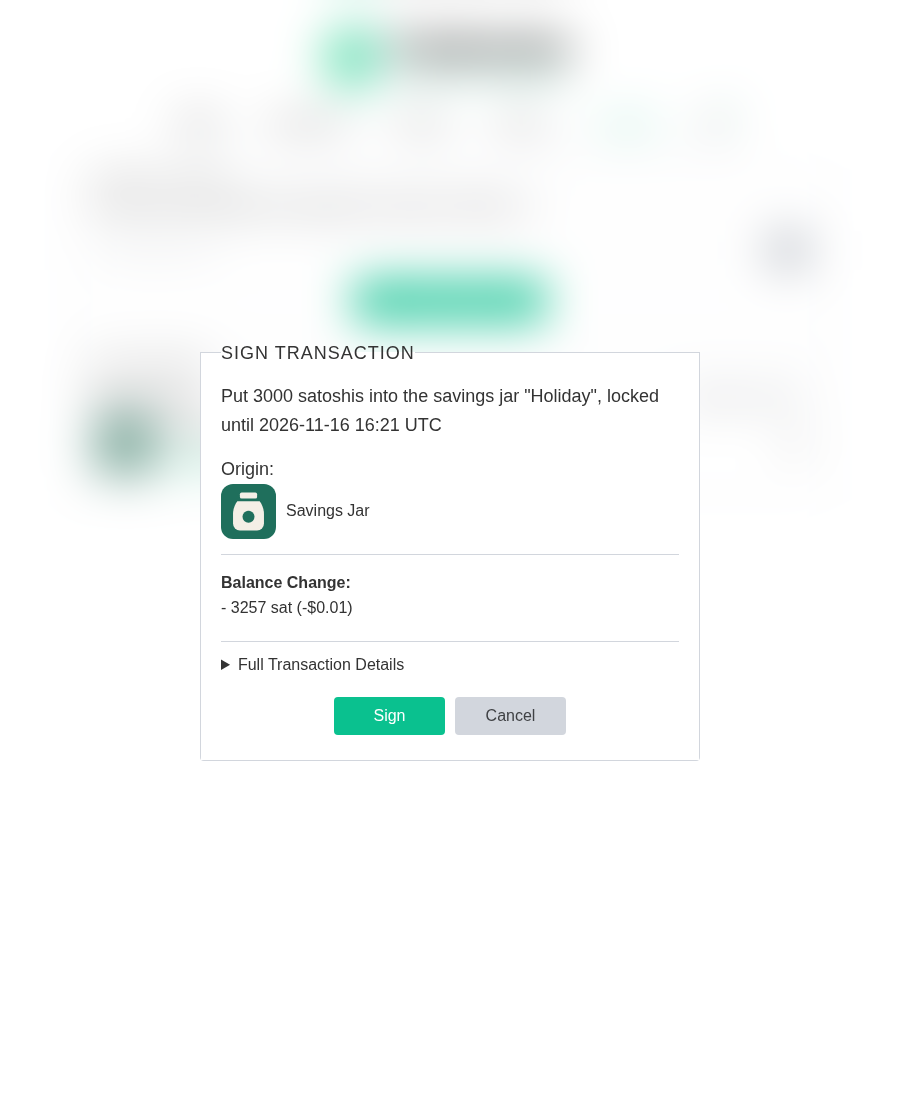 SIGN TRANSACTION
Put 3000 satoshis into the savings jar "Holiday", locked
until 2026-11-16 16:21 UTC
Origin:
Savings Jar
Balance Change:
- 3257 sat (-$0.01)
Full Transaction Details
Sign
Cancel